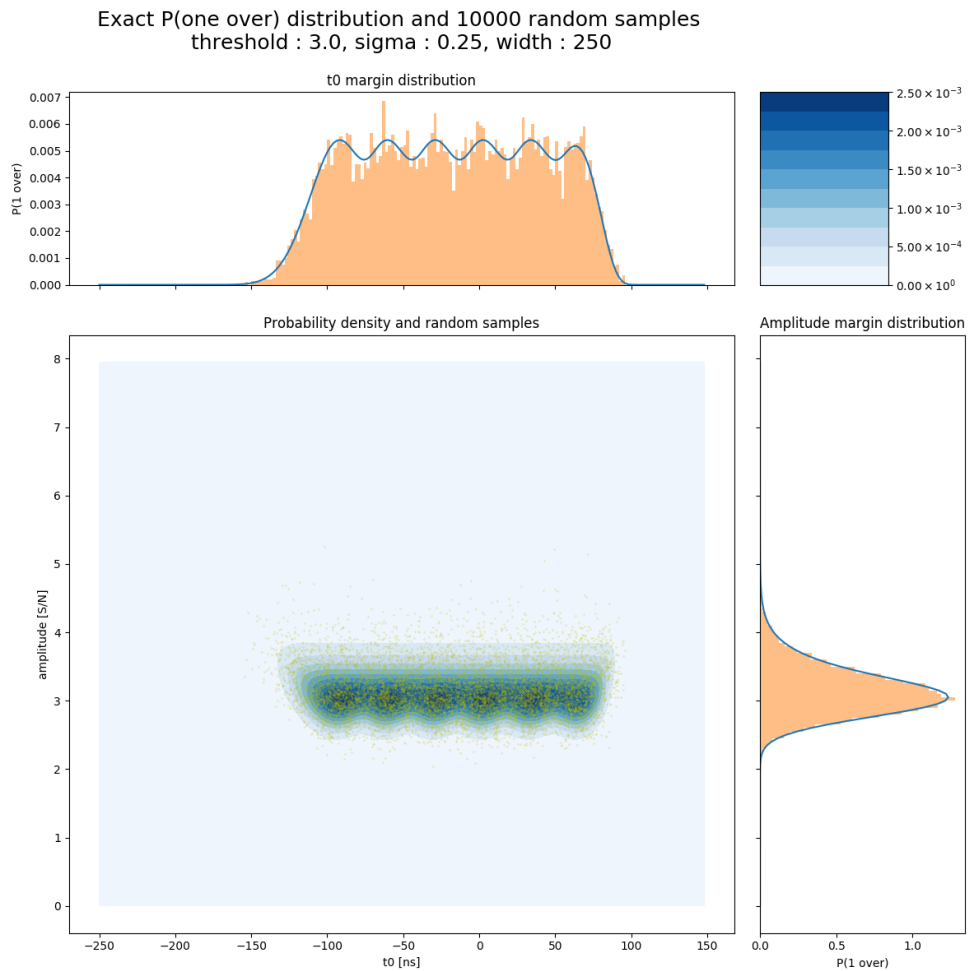 Exact P(one over) distribution and 10000 random samples
threshold : 3.0, sigma : 0.25, width : 250
t0 margin distribution
P(1 over)
0.007
0.006
0.005
0.004
0.003
0.002
0.001
0.000
2.50 × 10⁻³
2.00 × 10⁻³
1.50 × 10⁻³
1.00 × 10⁻³
5.00 × 10⁻⁴
0.00 × 10⁰
Probability density and random samples
amplitude [S/N]
8
7
6
5
4
3
2
1
0
−250 −200 −150 −100 −50 0 50 100 150
t0 [ns]
Amplitude margin distribution
0.0 0.5 1.0
P(1 over)